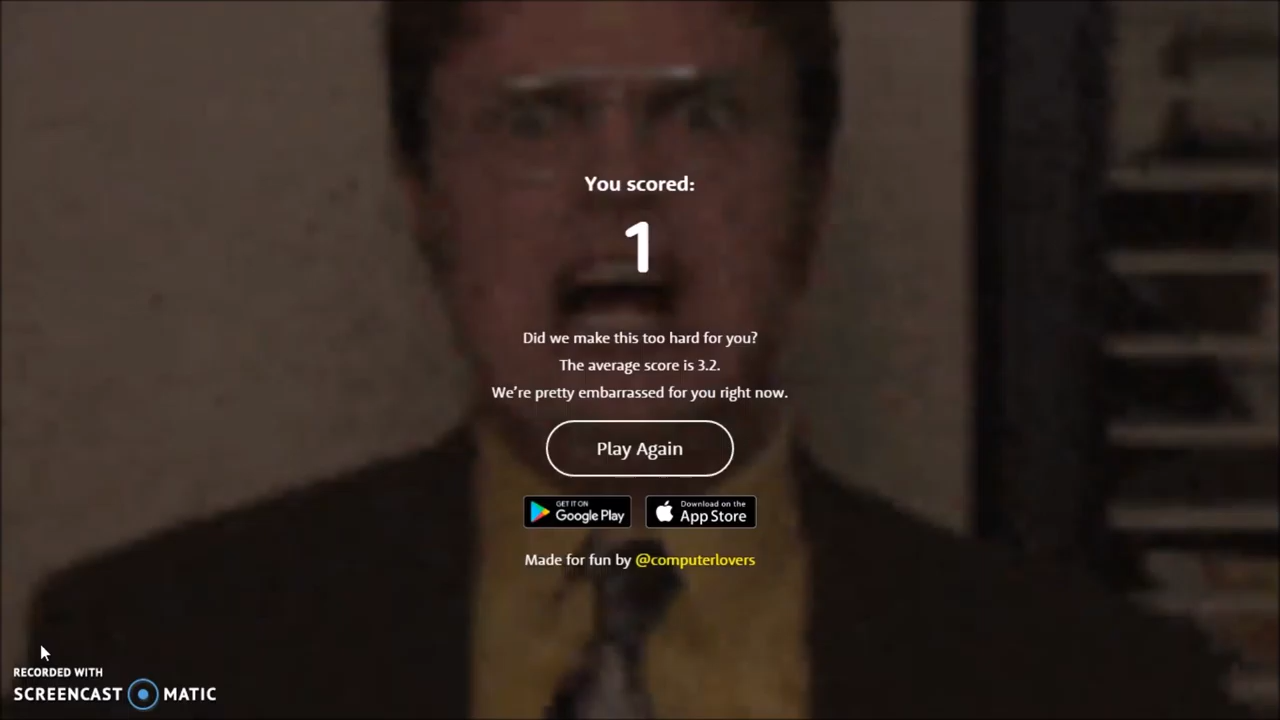 You scored:
1
Did we make this too hard for you?
The average score is 3.2.
We're pretty embarrassed for you right now.
Play Again
GET IT ON
Google Play
Download on the
App Store
Made for fun by @computerlovers
RECORDED WITH
SCREENCAST MATIC